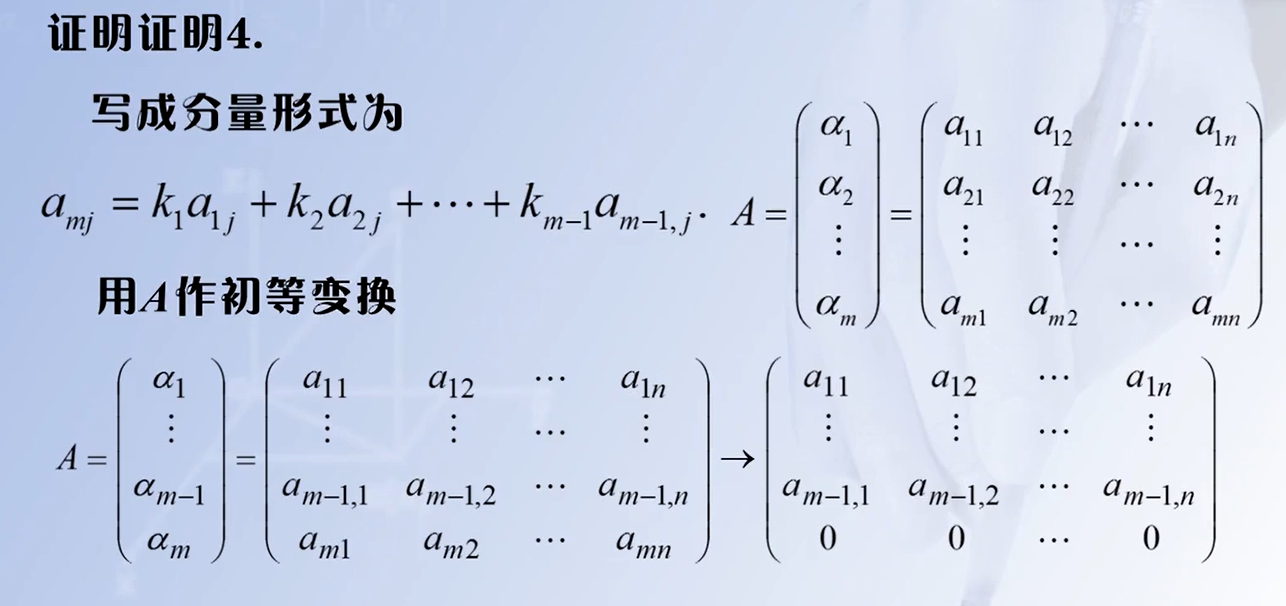 证明证明4.
写成分量形式为
$a_{mj} = k_1 a_{1j} + k_2 a_{2j} + \cdots + k_{m-1} a_{m-1,j}.$ $A = \begin{pmatrix} \alpha_1 \\ \alpha_2 \\ \vdots \\ \alpha_m \end{pmatrix} = \begin{pmatrix} a_{11} & a_{12} & \cdots & a_{1n} \\ a_{21} & a_{22} & \cdots & a_{2n} \\ \vdots & \vdots & \cdots & \vdots \\ a_{m1} & a_{m2} & \cdots & a_{mn} \end{pmatrix}$
用A作初等变换
$A = \begin{pmatrix} \alpha_1 \\ \vdots \\ \alpha_{m-1} \\ \alpha_m \end{pmatrix} = \begin{pmatrix} a_{11} & a_{12} & \cdots & a_{1n} \\ \vdots & \vdots & \cdots & \vdots \\ a_{m-1,1} & a_{m-1,2} & \cdots & a_{m-1,n} \\ a_{m1} & a_{m2} & \cdots & a_{mn} \end{pmatrix} \rightarrow \begin{pmatrix} a_{11} & a_{12} & \cdots & a_{1n} \\ \vdots & \vdots & \cdots & \vdots \\ a_{m-1,1} & a_{m-1,2} & \cdots & a_{m-1,n} \\ 0 & 0 & \cdots & 0 \end{pmatrix}$